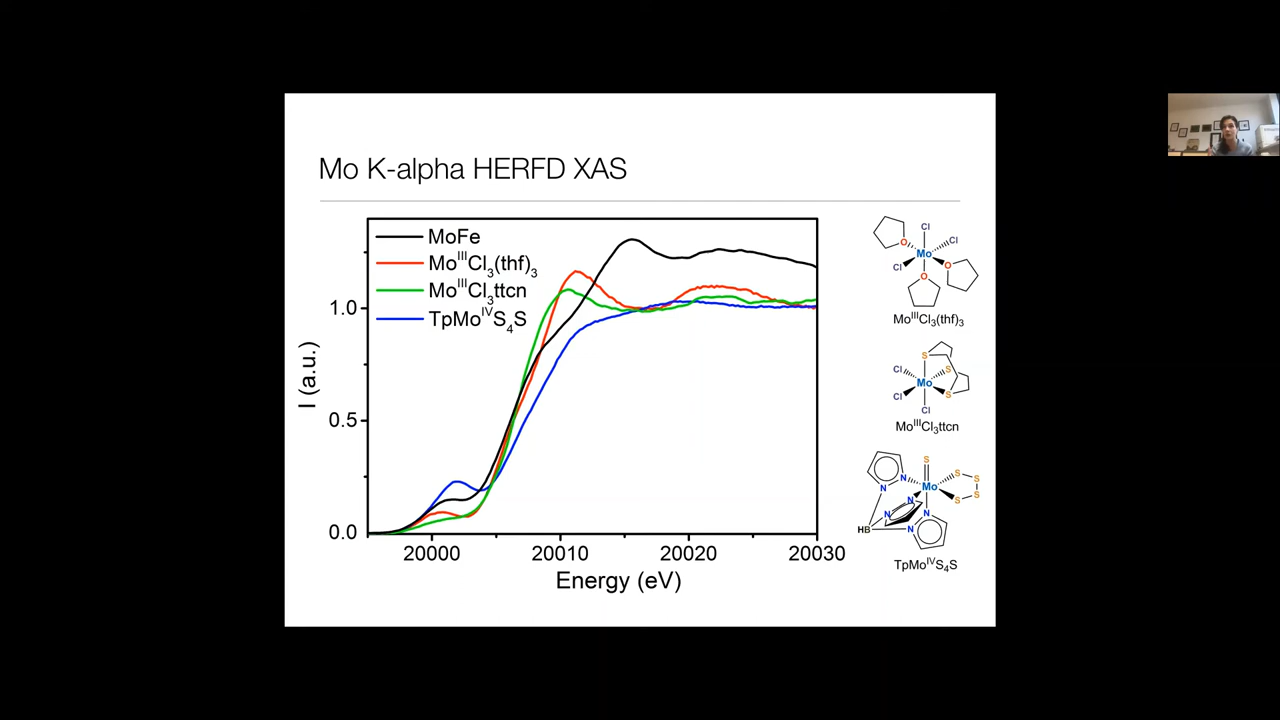 Mo K-alpha HERFD XAS
MoFe
Mo^III Cl₃(thf)₃
Mo^III Cl₃ttcn
TpMo^IV S₄S
I (a.u.)
1.0
0.5
0.0
20000 20010 20020 20030
Energy (eV)
Cl
O Cl
Mo
Cl O
O
Mo^III Cl₃(thf)₃
S
Cl S
Mo
Cl S
Cl
Mo^III Cl₃ttcn
S
N S
N Mo S
N S
N N S
HB N
TpMo^IV S₄S